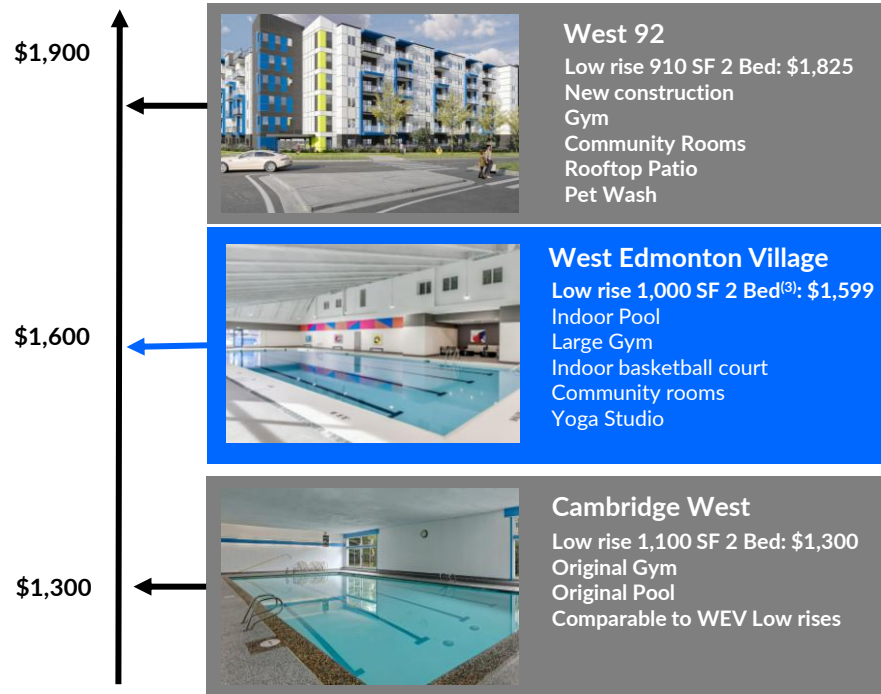 $1,900
West 92
Low rise 910 SF 2 Bed: $1,825
New construction
Gym
Community Rooms
Rooftop Patio
Pet Wash
$1,600
West Edmonton Village
Low rise 1,000 SF 2 Bed(3): $1,599
Indoor Pool
Large Gym
Indoor basketball court
Community rooms
Yoga Studio
$1,300
Cambridge West
Low rise 1,100 SF 2 Bed: $1,300
Original Gym
Original Pool
Comparable to WEV Low rises